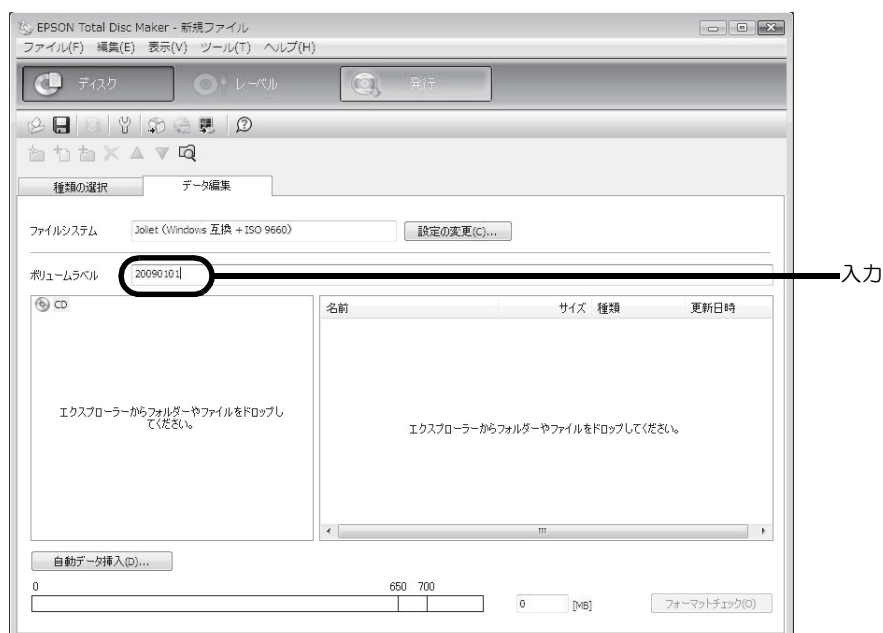 EPSON Total Disc Maker - 新規ファイル
ファイル(F) 編集(E) 表示(V) ツール(T) ヘルプ(H)
ディスク レーベル 発行
種類の選択 データ編集
ファイルシステム Joliet (Windows 互換 + ISO 9660) 設定の変更(C)...
ボリュームラベル 20090101 入力
CD 名前 サイズ 種類 更新日時
エクスプローラーからフォルダーやファイルをドロップし
てください。
エクスプローラーからフォルダーやファイルをドロップしてください。
自動データ挿入(D)...
0 650 700
0 [MB] フォーマットチェック(O)